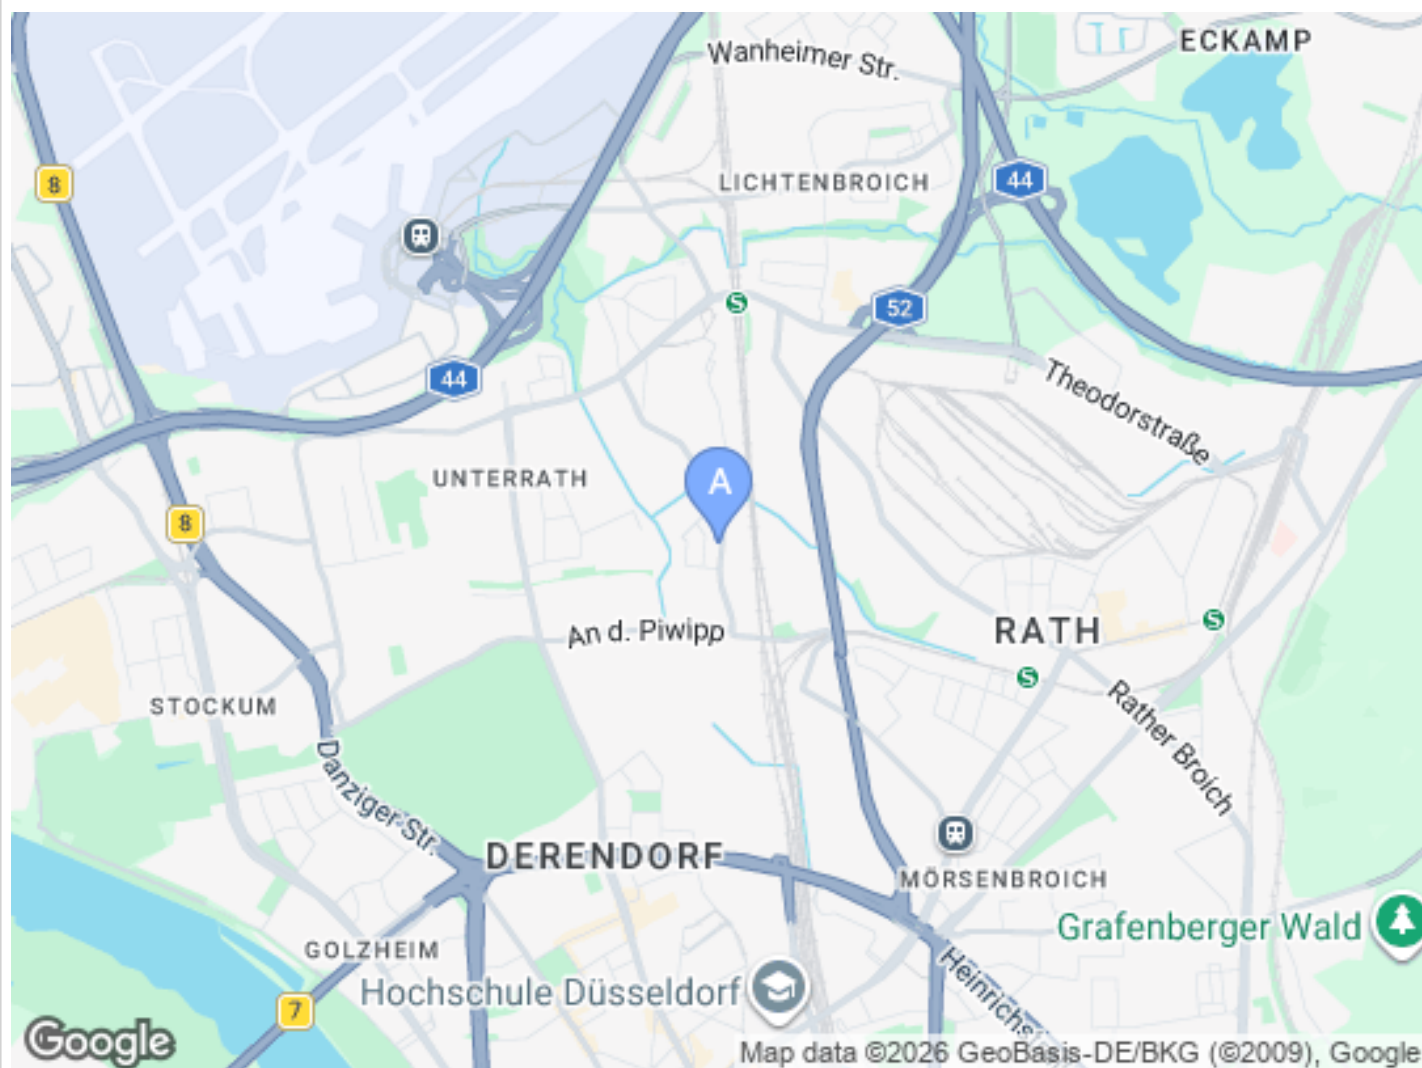 ECKAMP
Wanheimer Str.
8
44
LICHTENBROICH
S
52
44
Theodorstraße
UNTERRATH
A
8
An d. Piwipp
RATH
S
S
STOCKUM
Rather Broich
Danziger Str.
DERENDORF
MÖRSENBROICH
Grafenberger Wald
GOLZHEIM
Hochschule Düsseldorf
7
Google
Map data ©2026 GeoBasis-DE/BKG (©2009), Google